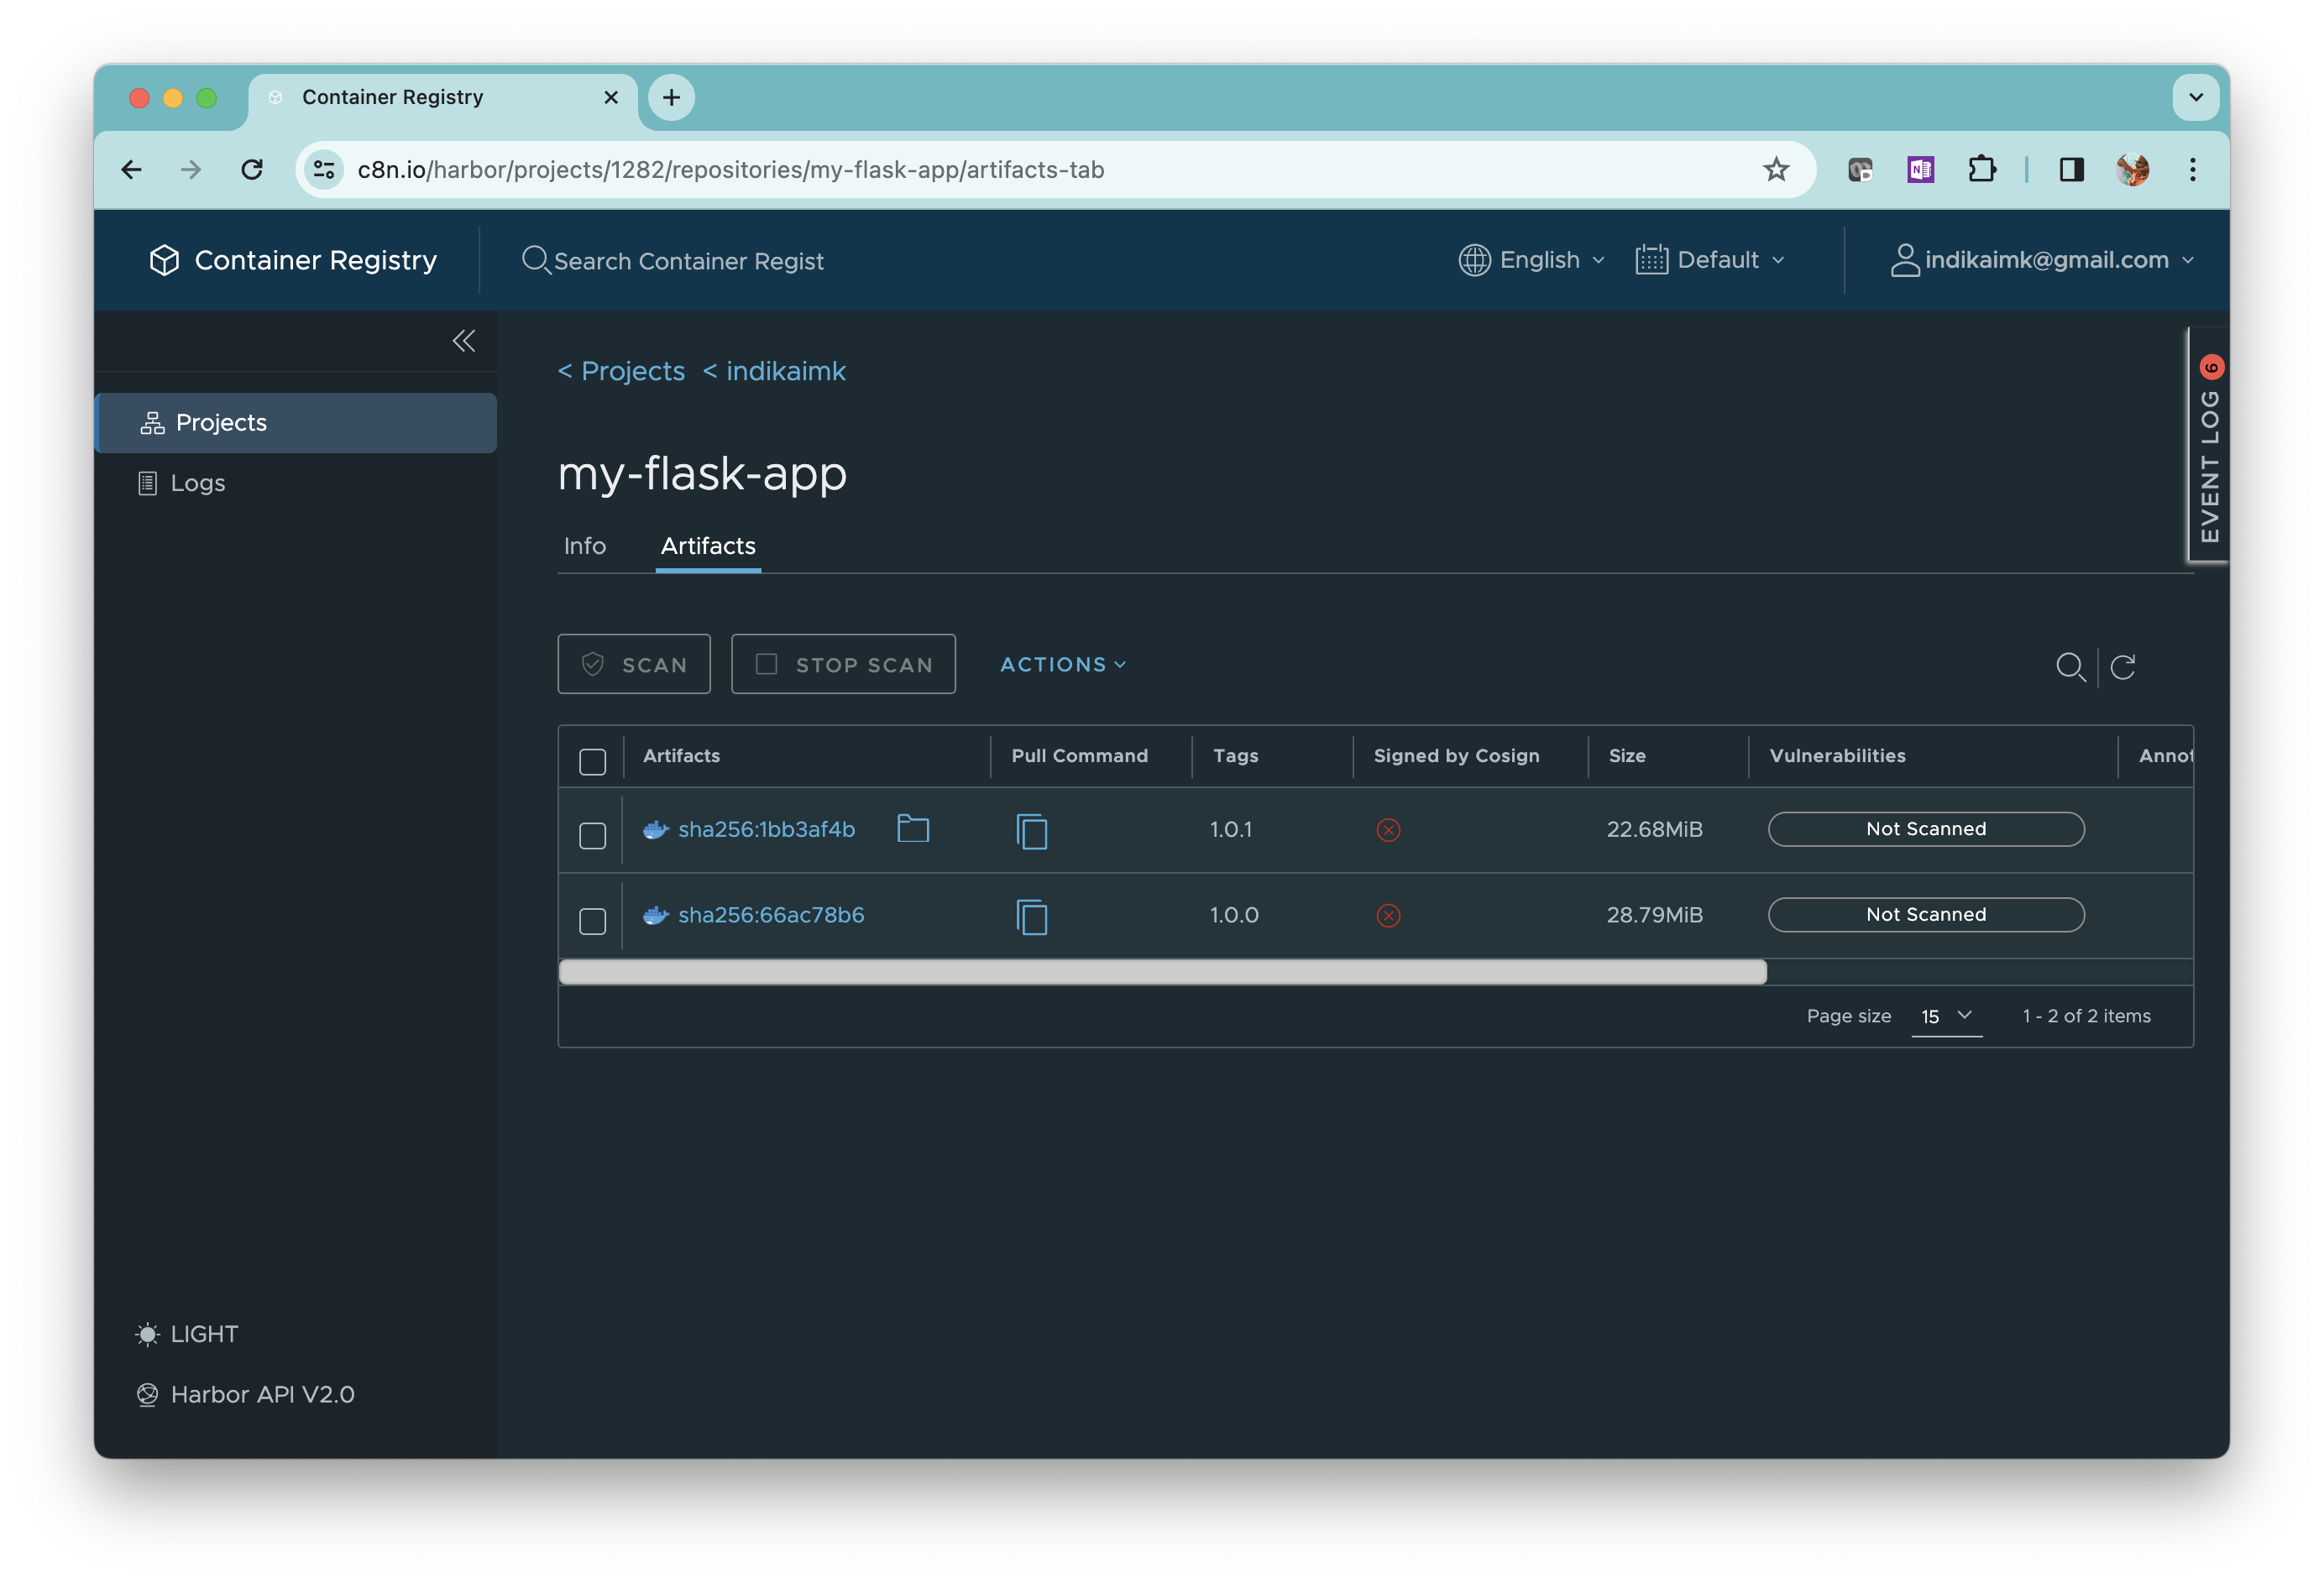 Container Registry
c8n.io/harbor/projects/1282/repositories/my-flask-app/artifacts-tab
Container Registry
Search Container Regist
English
Default
indikaimk@gmail.com
Projects
Logs
< Projects < indikaimk
my-flask-app
Info Artifacts
SCAN STOP SCAN ACTIONS
Artifacts Pull Command Tags Signed by Cosign Size Vulnerabilities Annot
sha256:1bb3af4b 1.0.1 22.68MiB Not Scanned
sha256:66ac78b6 1.0.0 28.79MiB Not Scanned
Page size 15 1 - 2 of 2 items
EVENT LOG 6
LIGHT
Harbor API V2.0